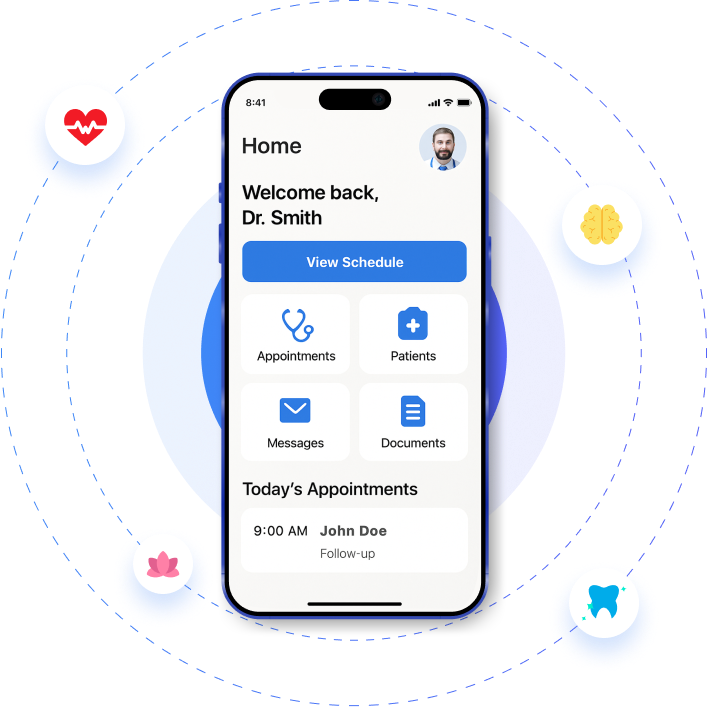 8:41
Home
Welcome back,
Dr. Smith
View Schedule
Appointments
Patients
Messages
Documents
Today’s Appointments
9:00 AM John Doe
Follow-up